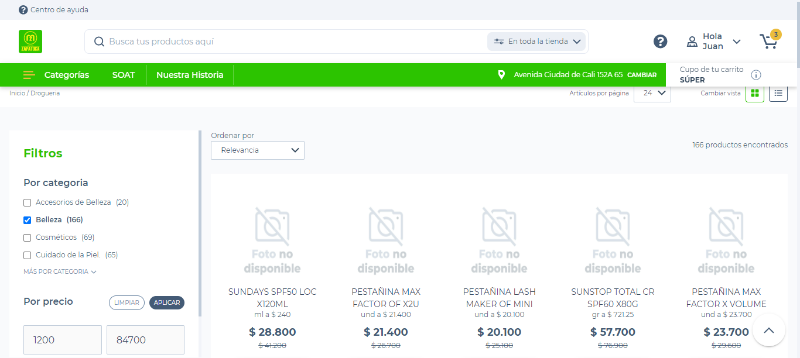 Centro de ayuda
Busca tus productos aquí
En toda la tienda
Hola
Juan
3
Categorías
SOAT
Nuestra Historia
Avenida Ciudad de Cali 152A 65 CAMBIAR
Cupo de tu carrito
SÚPER
Inicio / Drogueria
Artículos por página
24
Cambiar vista
Filtros
Por categoria
Accesorios de Belleza (20)
Belleza (166)
Cosméticos (69)
Cuidado de la Piel (65)
MÁS POR CATEGORIA
Por precio
LIMPIAR
APLICAR
1200
84700
Ordenar por
Relevancia
166 productos encontrados
Foto no
disponible
SUNDAYS SPF50 LOC
X120ML
ml a $ 240
$ 28.800
$ 41.200
Foto no
disponible
PESTAÑINA MAX
FACTOR OF X2U
und a $ 21.400
$ 21.400
$ 26.700
Foto no
disponible
PESTAÑINA LASH
MAKER OF MINI
und a $ 20.100
$ 20.100
$ 25.100
Foto no
disponible
SUNSTOP TOTAL CR
SPF60 X80G
gr a $ 721.25
$ 57.700
$ 76.900
Foto no
disponible
PESTAÑINA MAX
FACTOR X VOLUME
und a $ 23.700
$ 23.700
$ 29.600